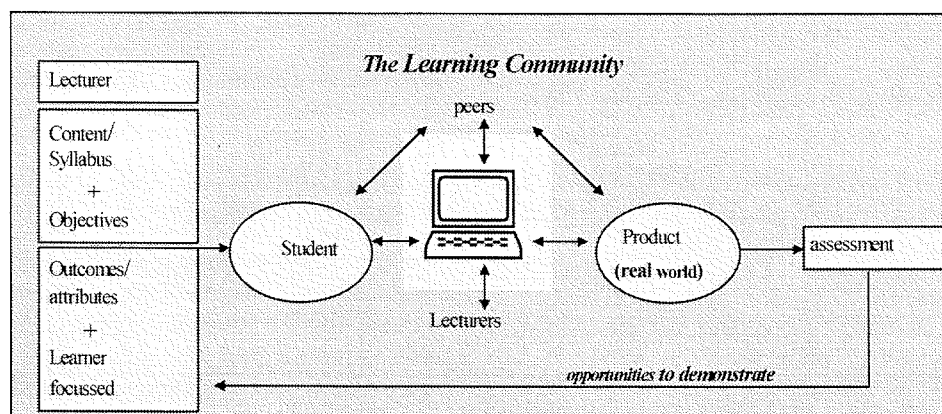 The Learning Community
Lecturer
Content/
Syllabus
+
Objectives
Outcomes/
attributes
+
Learner
focussed
peers
Student
Lecturers
Product
(real world)
assessment
opportunities to demonstrate